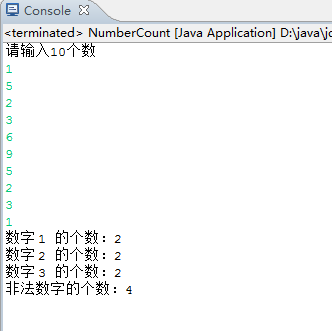 Console
<terminated> NumberCount [Java Application] D:\java\jd
请输入10个数
1
5
2
3
6
9
5
2
3
1
数字1 的个数：2
数字2 的个数：2
数字3 的个数：2
非法数字的个数：4